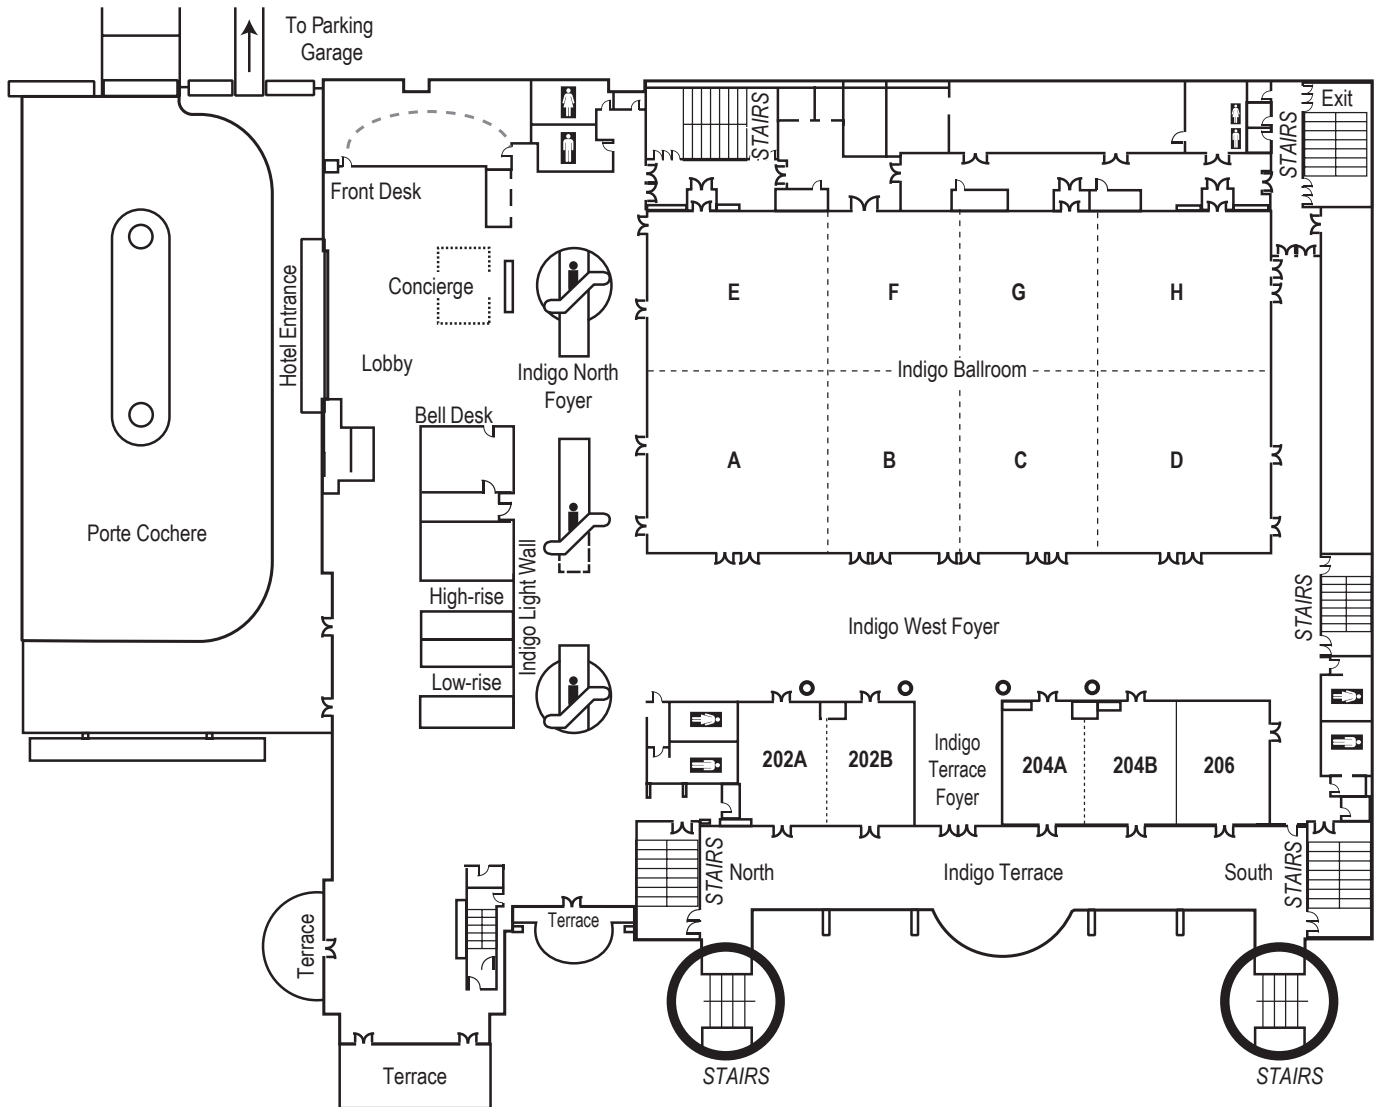 To Parking
Garage
STAIRS
STAIRS
Exit
Front Desk
Hotel Entrance
Concierge
E
F
G
H
Lobby
Indigo North
Foyer
Indigo Ballroom
Bell Desk
A
B
C
D
Porte Cochere
Indigo Light Wall
High-rise
STAIRS
Indigo West Foyer
Low-rise
202A
202B
Indigo
Terrace
Foyer
204A
204B
206
STAIRS
North
Indigo Terrace
South
STAIRS
Terrace
Terrace
Terrace
STAIRS
STAIRS